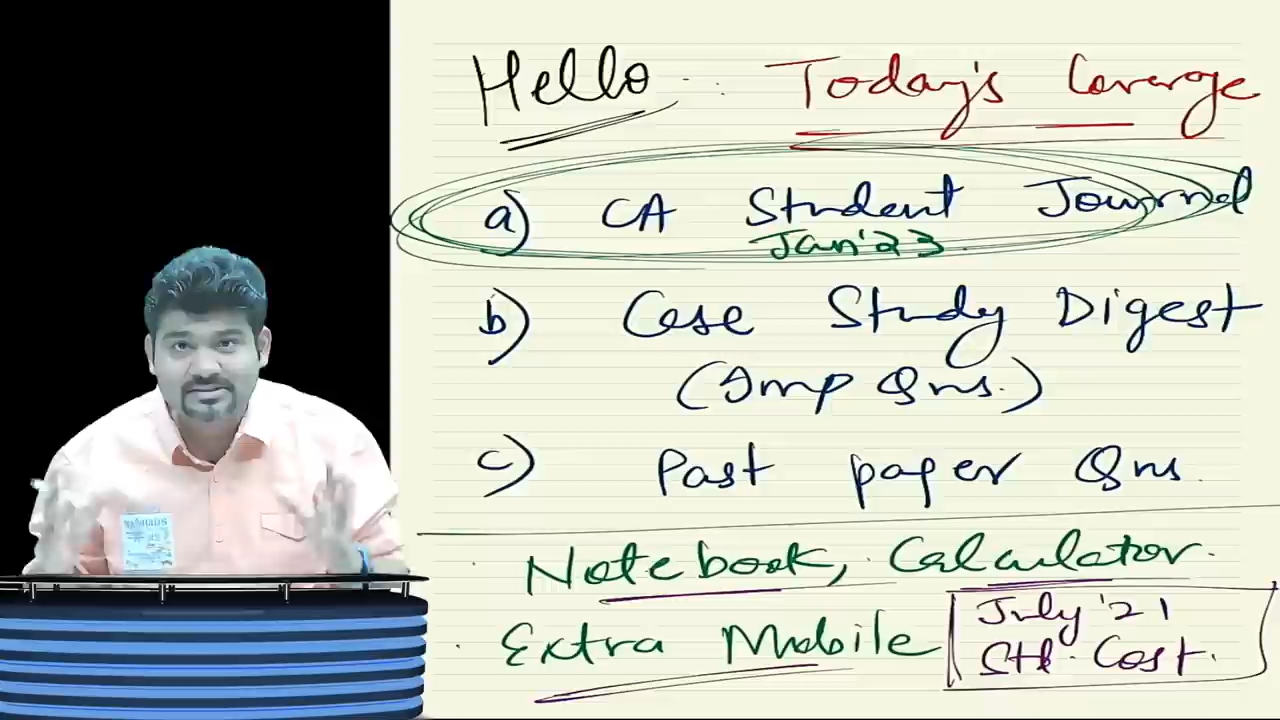 Hello Today's Coverage
a) CA Student Journal
Jan'23
b) Case Study Digest
(Imp Qns.)
c) Past paper Qns.
Notebook, Calculator.
Extra Mobile
July '21
Std. Cost.